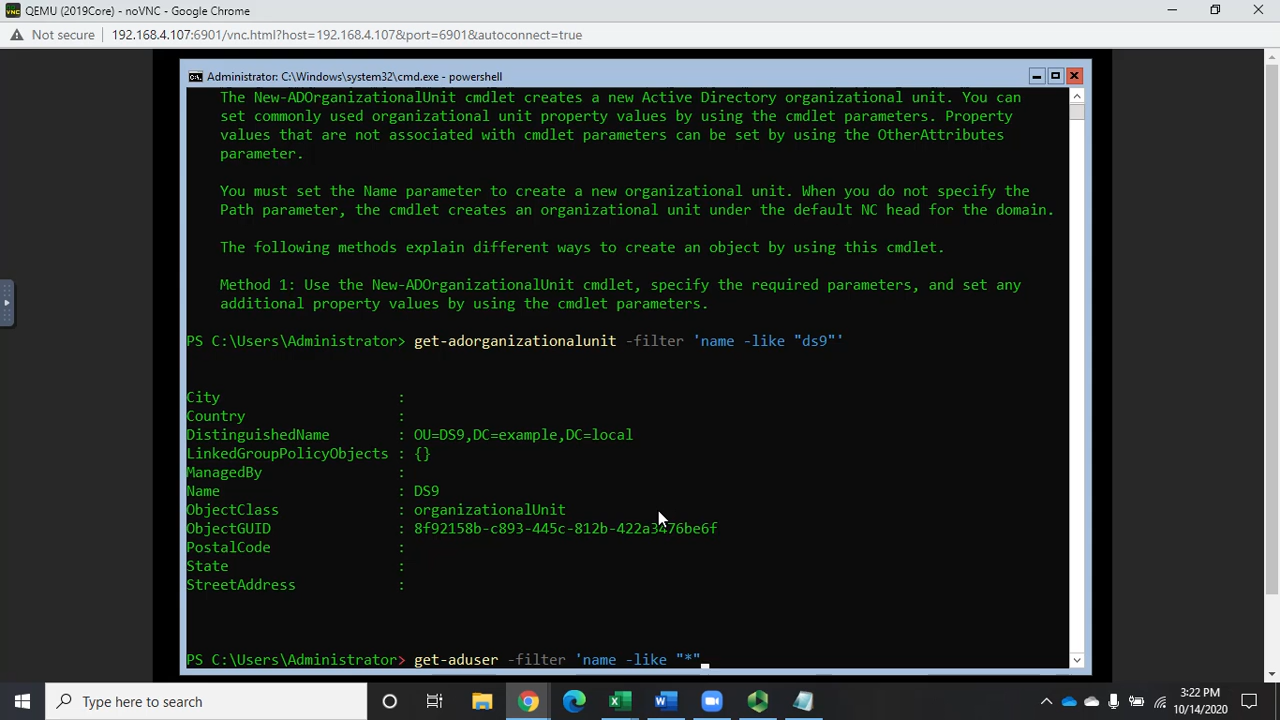 QEMU (2019Core) - noVNC - Google Chrome
Not secure
192.168.4.107:6901/vnc.html?host=192.168.4.107&port=6901&autoconnect=true
Administrator: C:\Windows\system32\cmd.exe - powershell
The New-ADOrganizationalUnit cmdlet creates a new Active Directory organizational unit. You can
set commonly used organizational unit property values by using the cmdlet parameters. Property
values that are not associated with cmdlet parameters can be set by using the OtherAttributes
parameter.
You must set the Name parameter to create a new organizational unit. When you do not specify the
Path parameter, the cmdlet creates an organizational unit under the default NC head for the domain.
The following methods explain different ways to create an object by using this cmdlet.
Method 1: Use the New-ADOrganizationalUnit cmdlet, specify the required parameters, and set any
additional property values by using the cmdlet parameters.
PS C:\Users\Administrator> get-adorganizationalunit -filter 'name -like "ds9"'
City :
Country :
DistinguishedName : OU=DS9,DC=example,DC=local
LinkedGroupPolicyObjects : {}
ManagedBy :
Name : DS9
ObjectClass : organizationalUnit
ObjectGUID : 8f92158b-c893-445c-812b-422a3476be6f
PostalCode :
State :
StreetAddress :
PS C:\Users\Administrator> get-aduser -filter 'name -like "*"
Type here to search
3:22 PM
10/14/2020